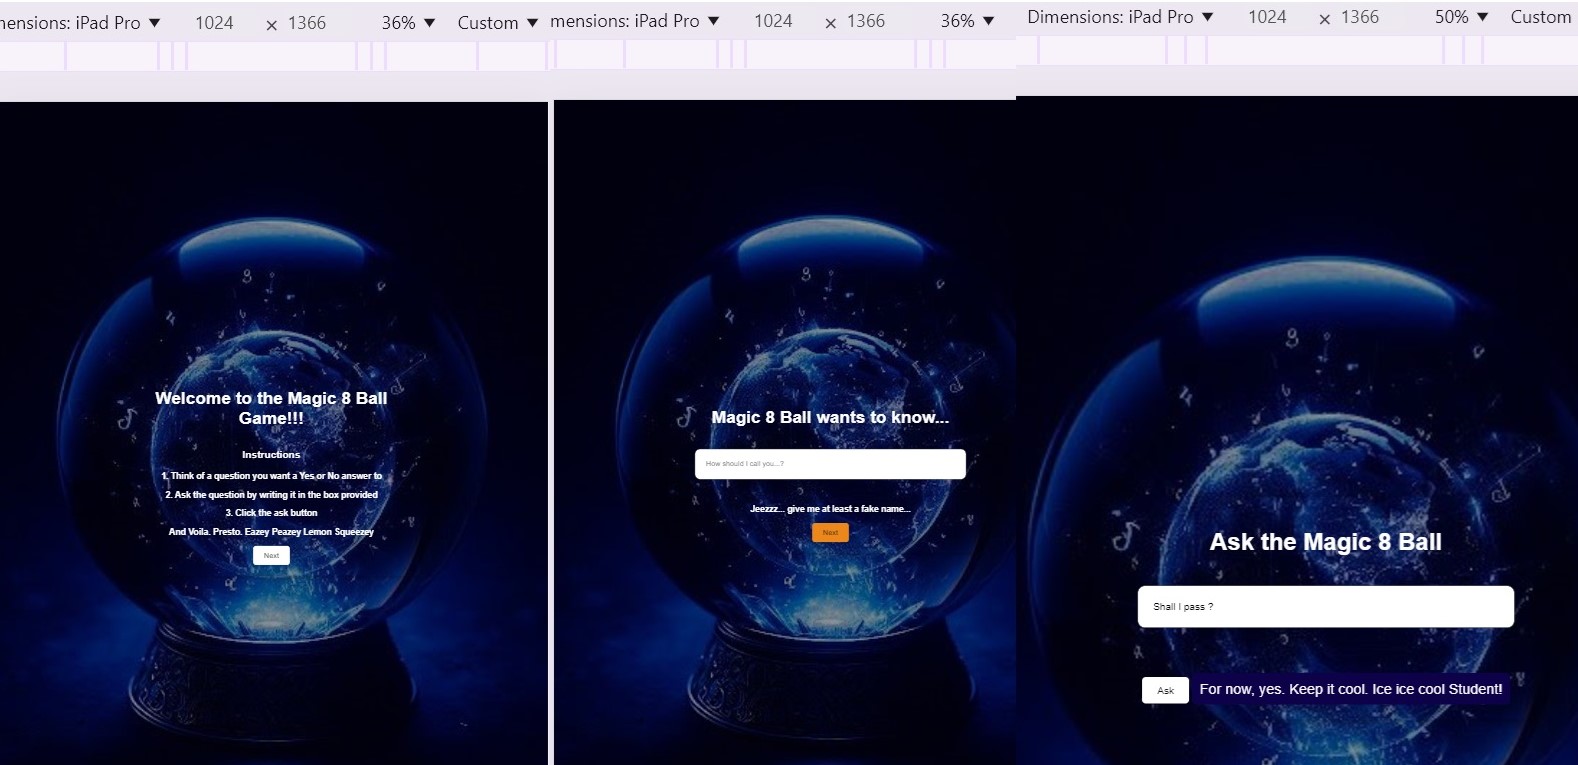 mensions: iPad Pro ▼ 1024 × 1366 36% ▼ Custom ▼
Welcome to the Magic 8 Ball
Game!!!
Instructions
1. Think of a question you want a Yes or No answer to
2. Ask the question by writing it in the box provided
3. Click the ask button
And Voila. Presto. Eazey Peazey Lemon Squeezey
Next
mensions: iPad Pro ▼ 1024 × 1366 36% ▼
Magic 8 Ball wants to know...
How should I call you...?
Jeezzz... give me at least a fake name...
Next
Dimensions: iPad Pro ▼ 1024 × 1366 50% ▼ Custom
Ask the Magic 8 Ball
Shall I pass ?
Ask For now, yes. Keep it cool. Ice ice cool Student!